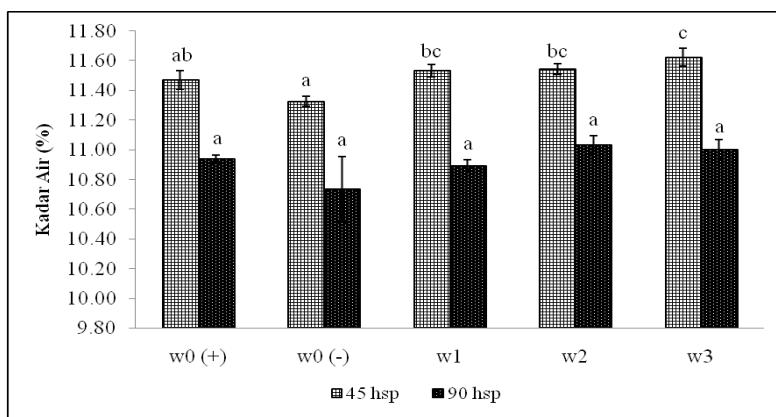 Kadar Air (%)
11.80
11.60
11.40
11.20
11.00
10.80
10.60
10.40
10.20
10.00
9.80
ab
a
a
a
bc
a
bc
a
c
a
w0 (+)
w0 (-)
w1
w2
w3
45 hsp
90 hsp